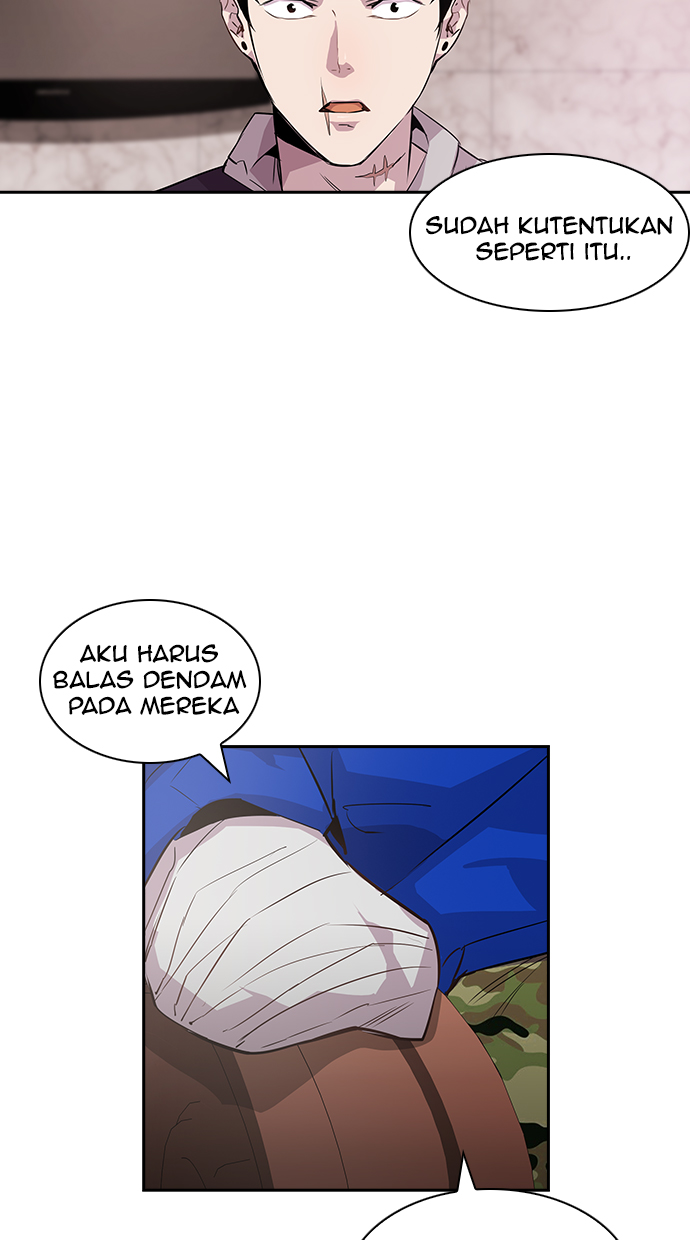 SUDAH KUTENTUKAN
SEPERTI ITU..
AKU HARUS
BALAS DENDAM
PADA MEREKA